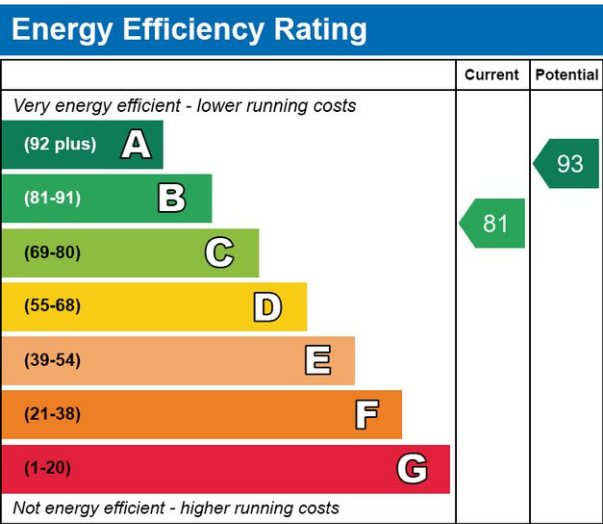 Energy Efficiency Rating
Current Potential
Very energy efficient - lower running costs
(92 plus) A
93
(81-91) B
81
(69-80) C
(55-68) D
(39-54) E
(21-38) F
(1-20) G
Not energy efficient - higher running costs